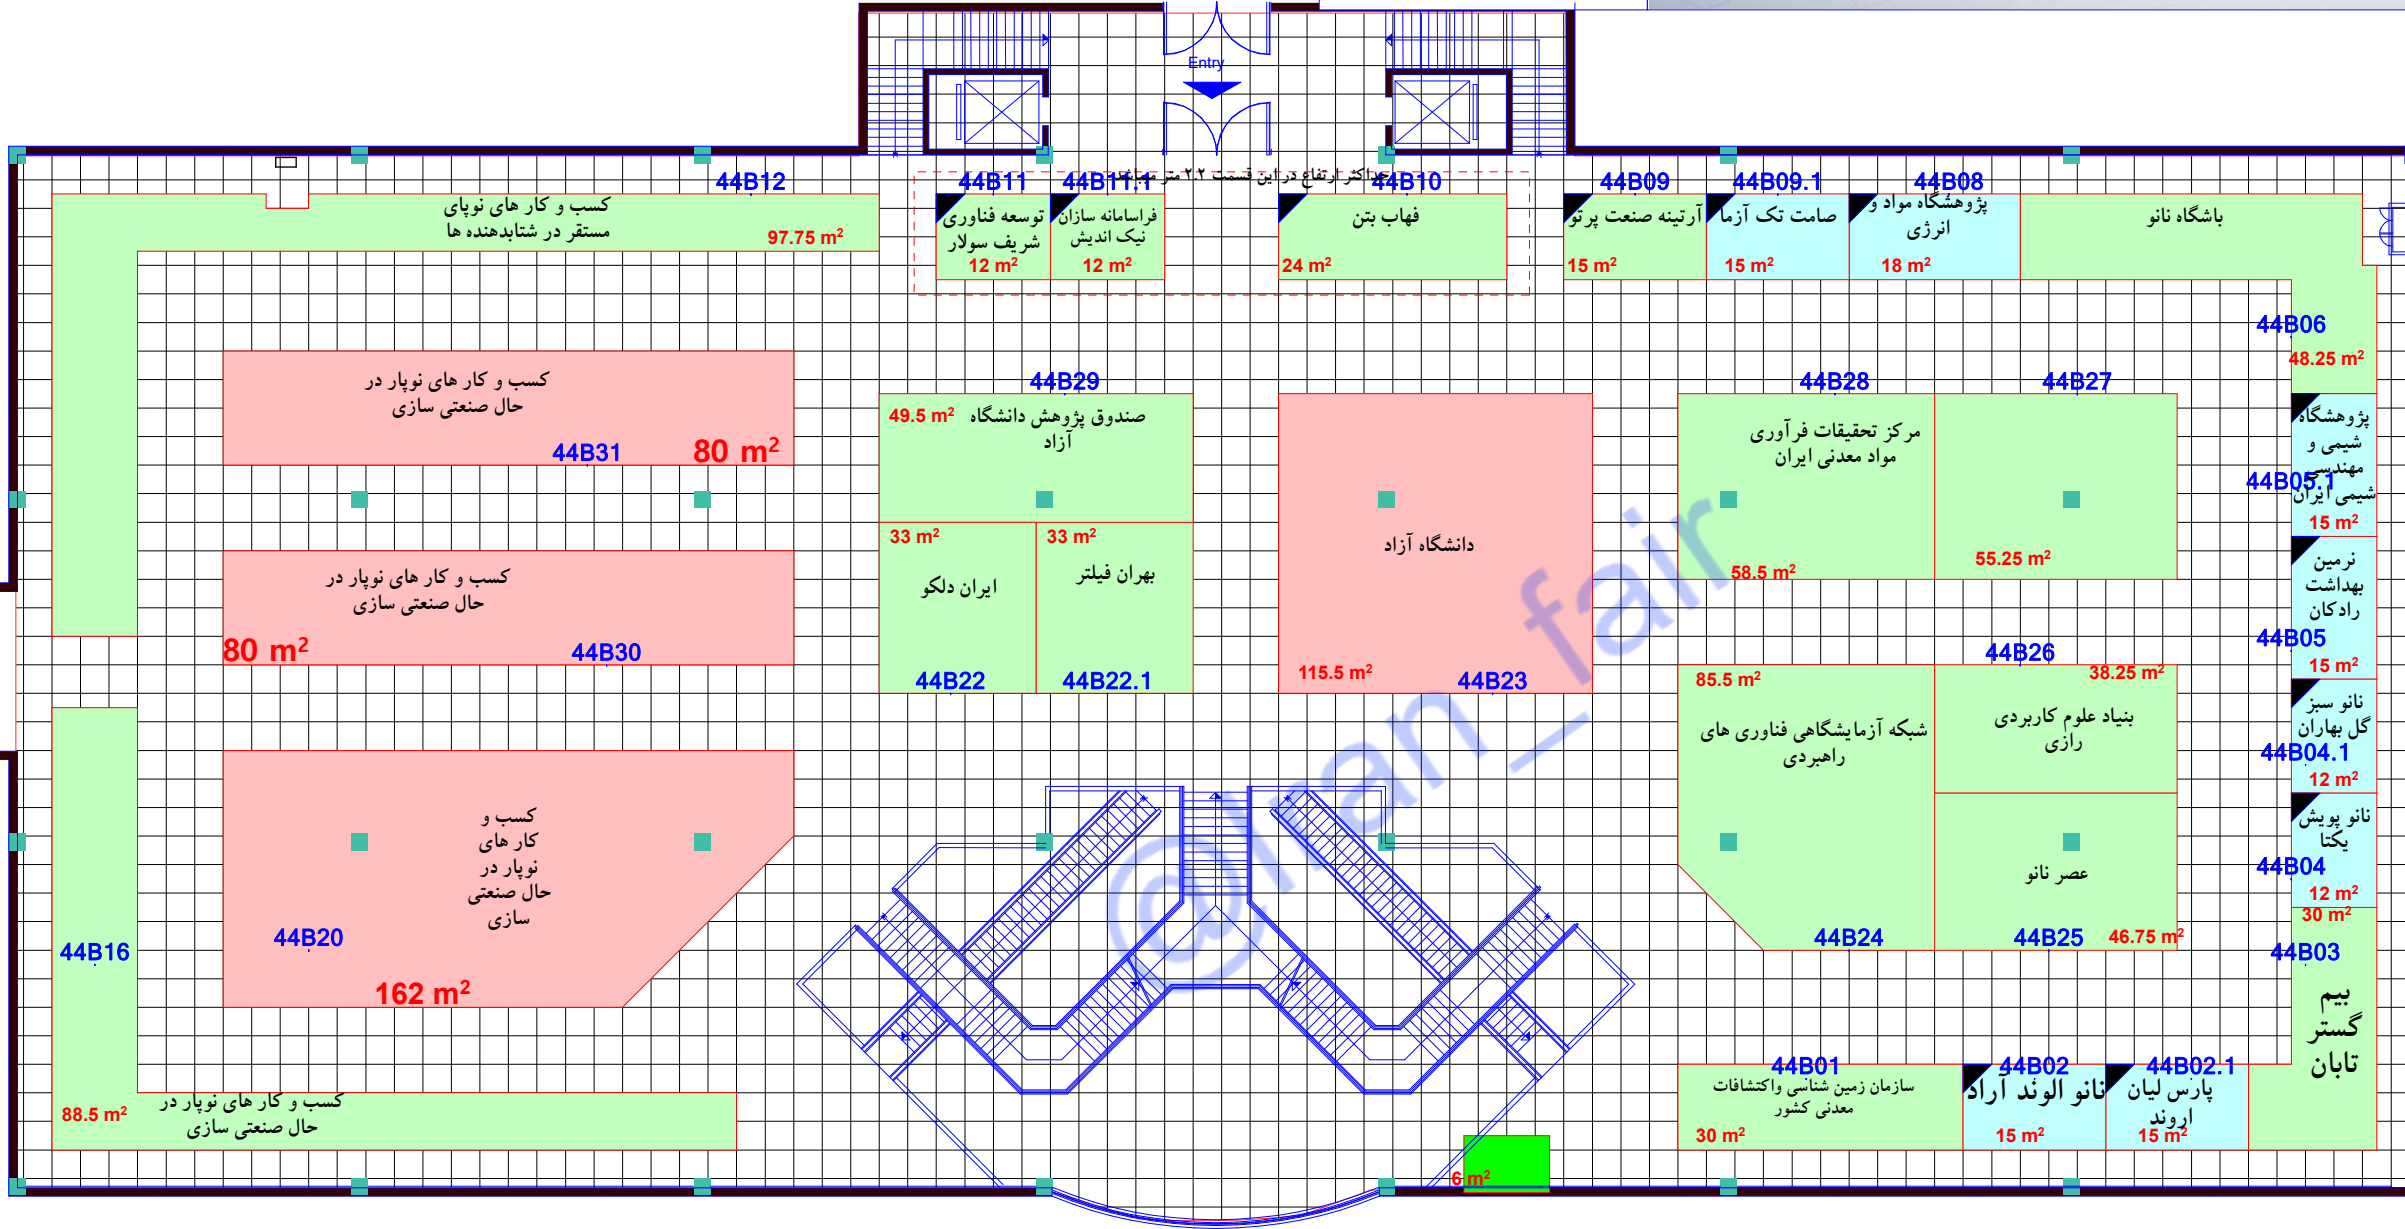 Entry
حداکثر ارتفاع در این قسمت ۲.۲ متر میباشد
44B12
کسب و کار های نوپای
مستقر در شتابدهنده ها
97.75 m²
44B11
توسعه فناوری
شریف سولار
12 m²
44B11.1
فراسامانه سازان
نیک اندیش
12 m²
44B10
فهاب بتن
24 m²
44B09
آرتینه صنعت پرتو
15 m²
44B09.1
صامت تک آزما
15 m²
44B08
پژوهشگاه مواد و
انرژی
18 m²
باشگاه نانو
44B06
48.25 m²
کسب و کار های نوپار در
حال صنعتی سازی
44B31
80 m²
44B29
49.5 m²
صندوق پژوهش دانشگاه
آزاد
44B28
مرکز تحقیقات فرآوری
مواد معدنی ایران
58.5 m²
44B27
55.25 m²
پژوهشگاه
شیمی و
مهندسی
شیمی ایران
44B05.1
15 m²
کسب و کار های نوپار در
حال صنعتی سازی
80 m²
44B30
33 m²
ایران دلکو
44B22
33 m²
بهران فیلتر
44B22.1
دانشگاه آزاد
115.5 m²
44B23
نرمین
بهداشت
رادکان
44B05
15 m²
44B26
38.25 m²
بنیاد علوم کاربردی
رازی
85.5 m²
شبکه آزمایشگاهی فناوری های
راهبردی
44B24
نانو سبز
گل بهاران
44B04.1
12 m²
نانو پویش
یکتا
44B04
12 m²
عصر نانو
44B25
46.75 m²
30 m²
44B03
بیم
گستر
تابان
کسب و
کار های
نوپار در
حال صنعتی
سازی
44B20
162 m²
44B16
88.5 m²
کسب و کار های نوپار در
حال صنعتی سازی
44B01
سازمان زمین شناسی واکتشافات
معدنی کشور
30 m²
44B02
نانو الوند آراد
15 m²
44B02.1
پارس لیان
اروند
15 m²
6 m²
@Iran_fair